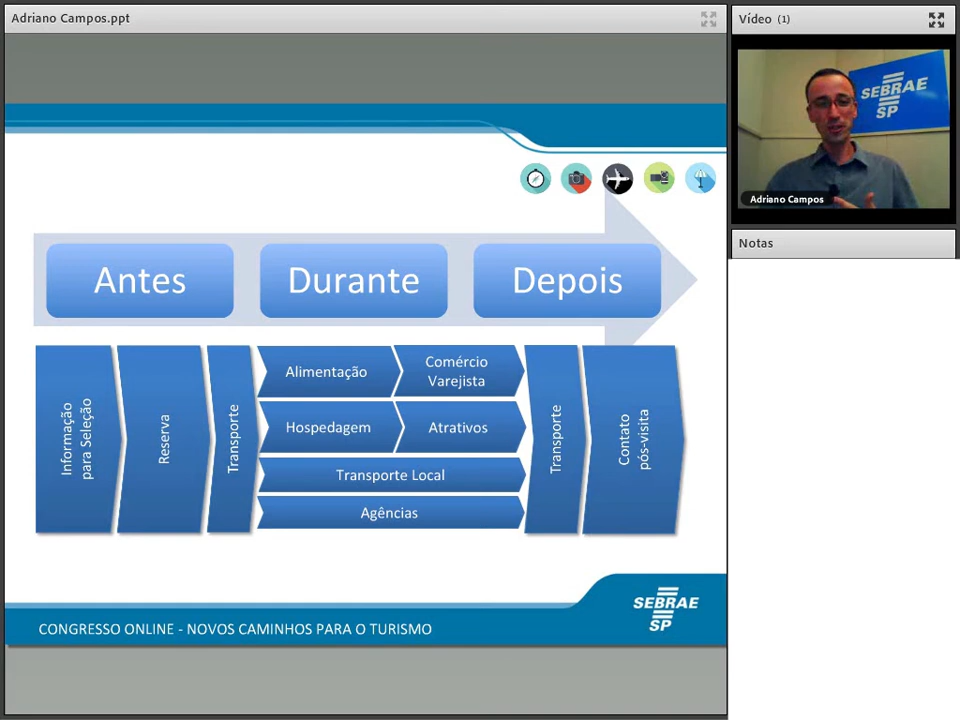 Adriano Campos.ppt
Vídeo (1)
SEBRAE
SP
Adriano Campos
Notas
Antes
Durante
Depois
Informação
para Seleção
Reserva
Transporte
Alimentação
Comércio
Varejista
Hospedagem
Atrativos
Transporte Local
Agências
Transporte
Contato
pós-visita
SEBRAE
SP
CONGRESSO ONLINE - NOVOS CAMINHOS PARA O TURISMO